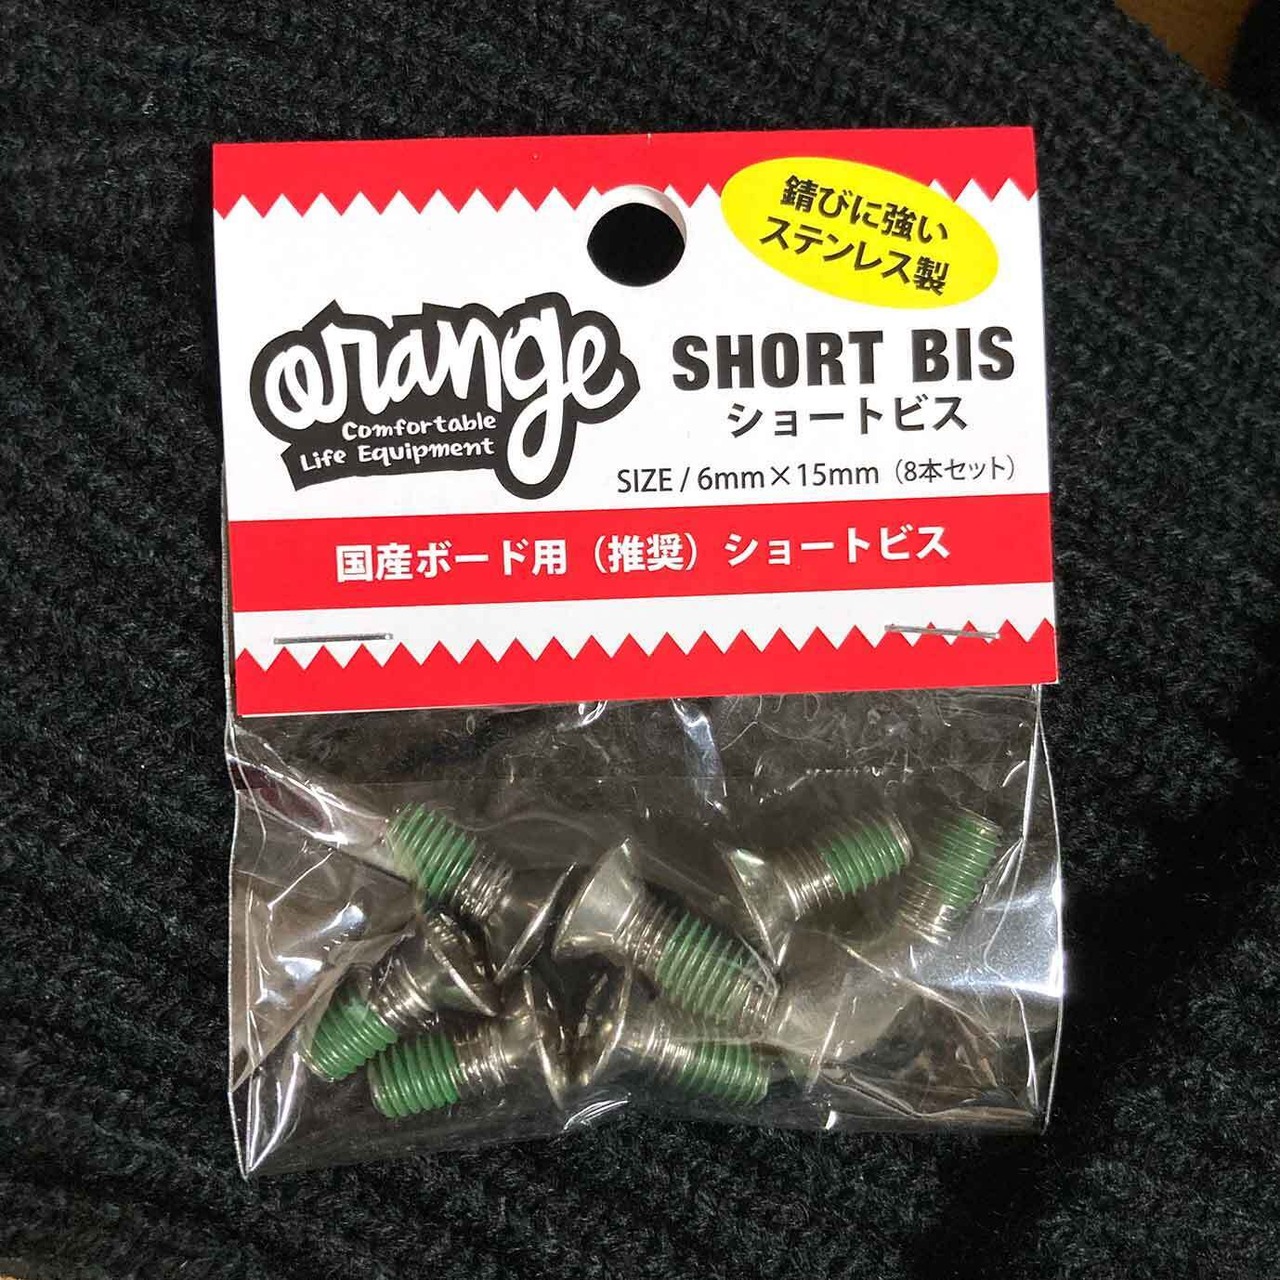 錆びに強い
ステンレス製
orange
Comfortable
Life Equipment
SHORT BIS
ショートビス
SIZE / 6mm×15mm（8本セット）
国産ボード用（推奨）ショートビス